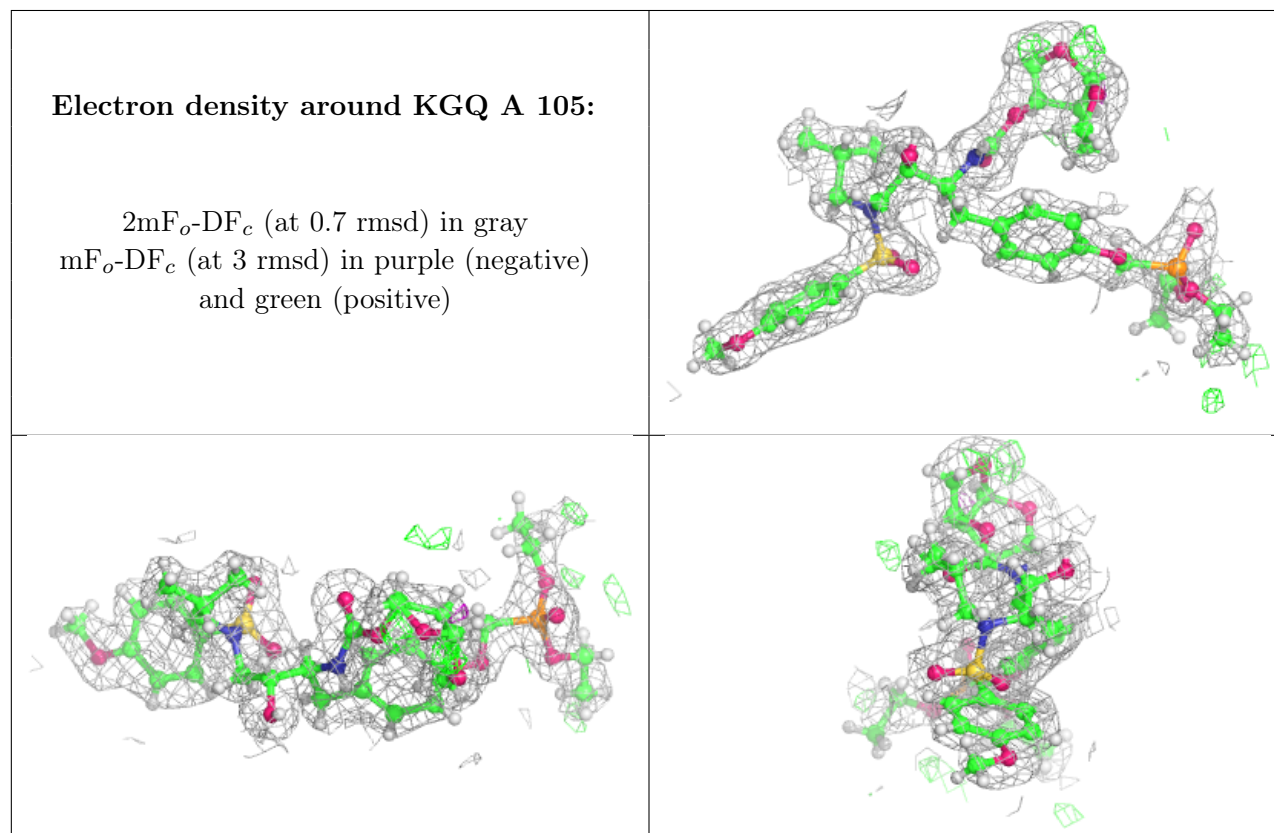 Electron density around KGQ A 105:
2mFₒ-DF𝒸 (at 0.7 rmsd) in gray
mFₒ-DF𝒸 (at 3 rmsd) in purple (negative)
and green (positive)